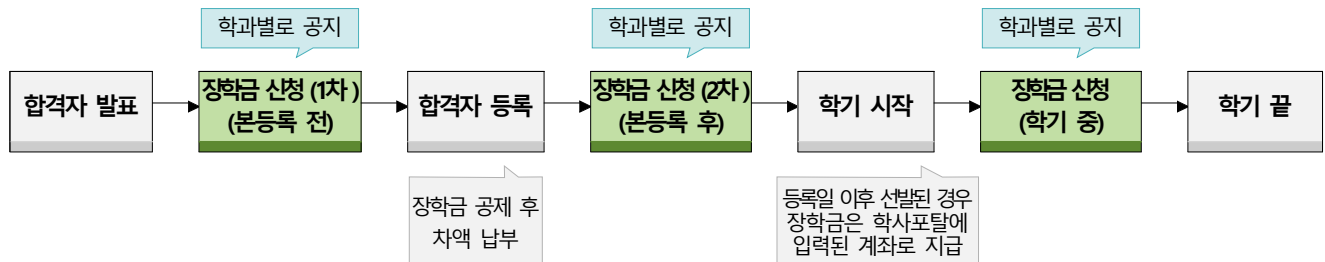 학과별로 공지
학과별로 공지
학과별로 공지
합격자 발표
장학금 신청 (1차)
(본등록 전)
합격자 등록
장학금 신청 (2차)
(본등록 후)
학기 시작
장학금 신청
(학기 중)
학기 끝
장학금 공제 후
차액 납부
등록일 이후 선발된 경우
장학금은 학사포탈에
입력된 계좌로 지급